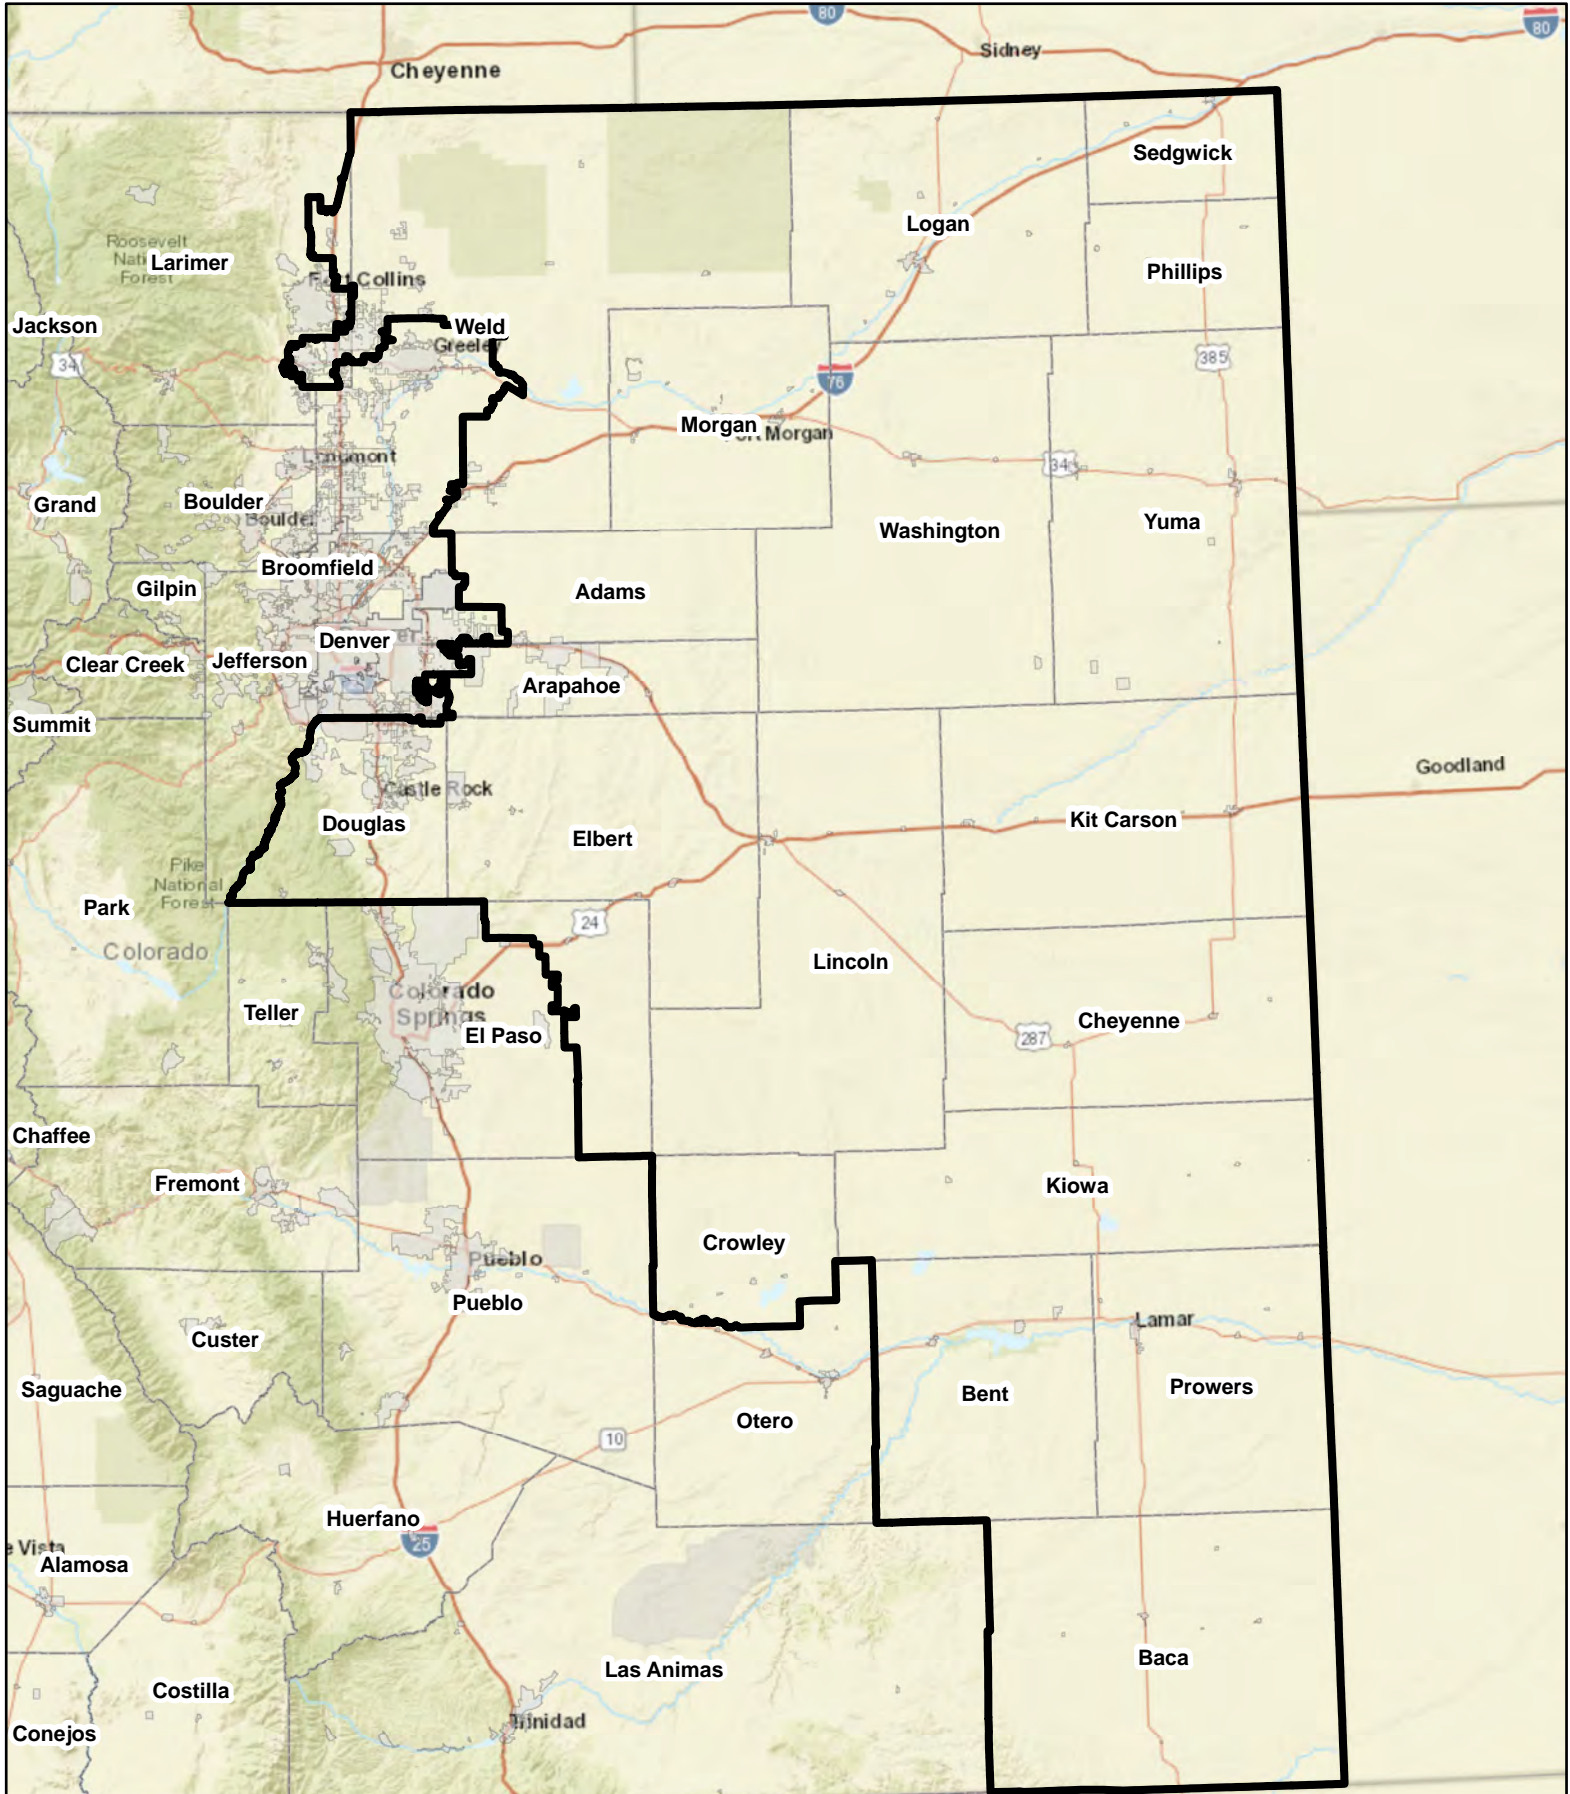 80
80
Sidney
Cheyenne
Sedgwick
Logan
Roosevelt
Larimer
Forest
Phillips
Fort Collins
Jackson
Weld
Greeley
34
385
76
Morgan
Fort Morgan
Longmont
34
Grand
Boulder
Boulder
Washington
Yuma
Broomfield
Gilpin
Adams
Denver
Clear Creek
Jefferson
Arapahoe
Summit
Goodland
Castle Rock
Douglas
Elbert
Kit Carson
Pike
National
Forest
Park
24
Colorado
Lincoln
Colorado
Springs
Teller
El Paso
Cheyenne
287
Chaffee
Fremont
Kiowa
Crowley
Pueblo
Pueblo
Lamar
Custer
Saguache
Bent
Prowers
Otero
10
Huerfano
25
e Vista
Alamosa
Baca
Las Animas
Costilla
Trinidad
Conejos